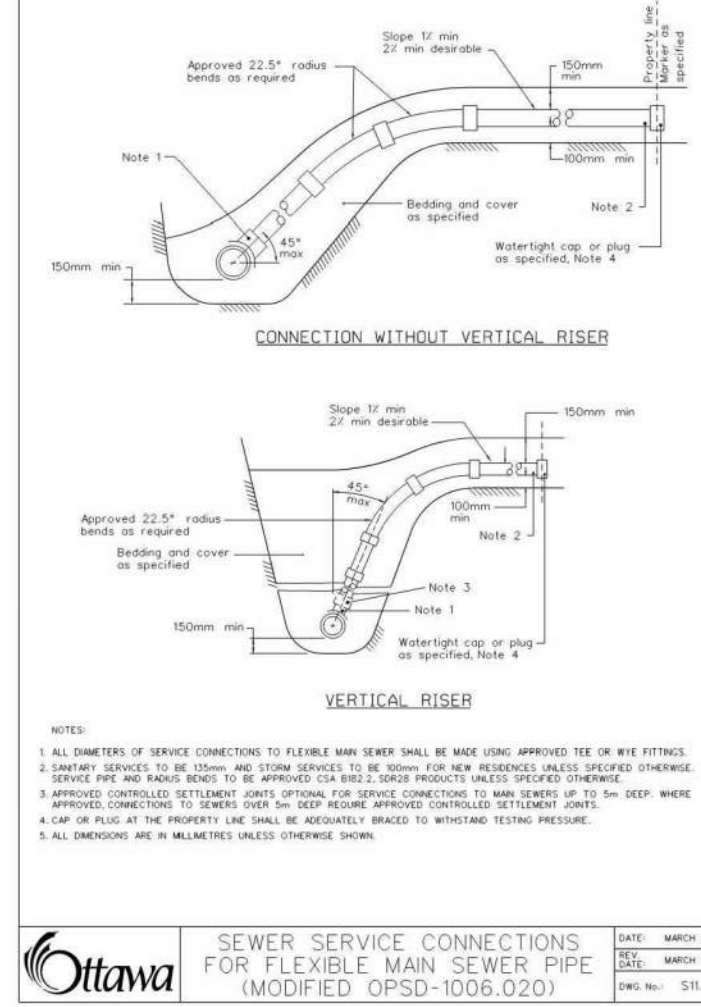 Property line
Marker as
specified
Slope 1% min
2% min desirable
Approved 22.5° radius
bends as required
150mm
min
Note 1
100mm min
Bedding and cover
as specified
Note 2
45°
max
Watertight cap or plug
as specified, Note 4
150mm min
CONNECTION WITHOUT VERTICAL RISER
Slope 1% min
2% min desirable
150mm min
45°
max
Approved 22.5° radius
bends as required
100mm
min
Note 2
Bedding and cover
as specified
Note 3
Note 1
150mm min
Watertight cap or plug
as specified, Note 4
VERTICAL RISER
NOTES:
1. ALL DIAMETERS OF SERVICE CONNECTIONS TO FLEXIBLE MAIN SEWER SHALL BE MADE USING APPROVED TEE OR WYE FITTINGS.
2. SANITARY SERVICES TO BE 135mm AND STORM SERVICES TO BE 100mm FOR NEW RESIDENCES UNLESS SPECIFIED OTHERWISE.
SERVICE PIPE AND RADIUS BENDS TO BE APPROVED CSA B182.2, SDR28 PRODUCTS UNLESS SPECIFIED OTHERWISE.
3. APPROVED CONTROLLED SETTLEMENT JOINTS OPTIONAL FOR SERVICE CONNECTIONS TO MAIN SEWERS UP TO 5m DEEP. WHERE
APPROVED, CONNECTIONS TO SEWERS OVER 5m DEEP REQUIRE APPROVED CONTROLLED SETTLEMENT JOINTS.
4. CAP OR PLUG AT THE PROPERTY LINE SHALL BE ADEQUATELY BRACED TO WITHSTAND TESTING PRESSURE.
5. ALL DIMENSIONS ARE IN MILLIMETRES UNLESS OTHERWISE SHOWN.
Ottawa
SEWER SERVICE CONNECTIONS
FOR FLEXIBLE MAIN SEWER PIPE
(MODIFIED OPSD-1006.020)
DATE: MARCH
REV.
DATE: MARCH
DWG. No.: S11.